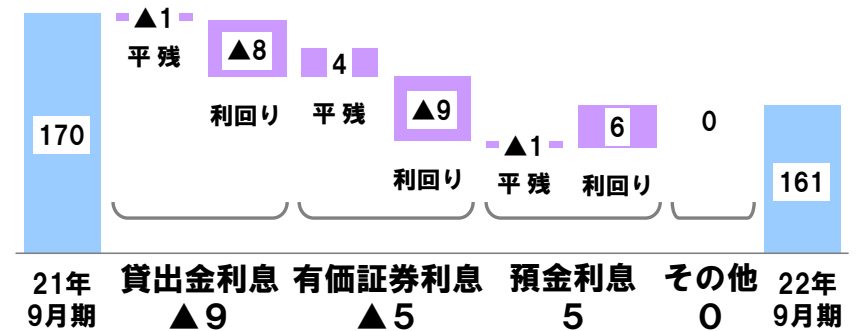 170
▲1
平 残
▲8
利回り
4
平 残
▲9
利回り
▲1
平 残
6
利回り
0
161
21年
9月期
貸出金利息
▲9
有価証券利息
▲5
預金利息
5
その他
0
22年
9月期